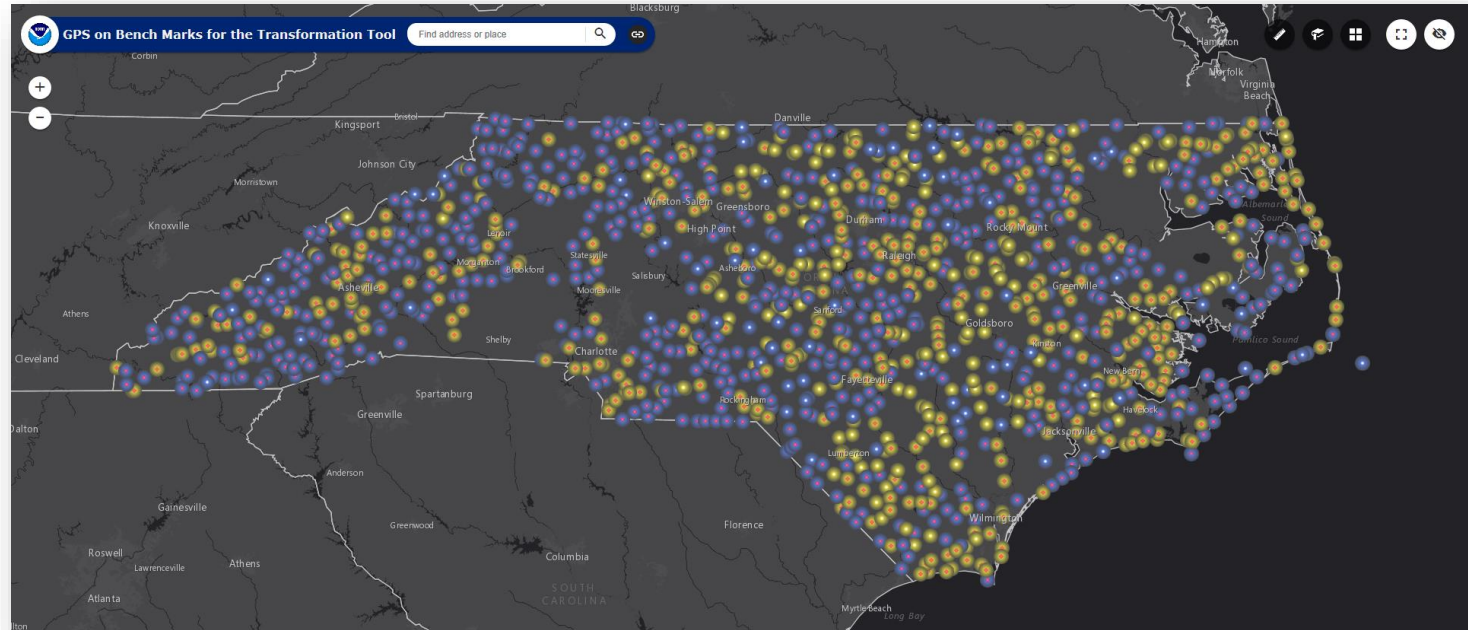 Blacksburg
GPS on Bench Marks for the Transformation Tool
Find address or place
Hampton
Corbin
Norfolk
Virginia
Beach
Kingsport
Bristol
Danville
Johnson City
Morristown
Winston-Salem
Greensboro
Albemarle
Sound
Knoxville
Durham
High Point
Rocky Mount
Lenoir
Statesville
Raleigh
Morganton
Brookford
Salisbury
Asheboro
Asheville
Mooresville
Greenville
Athens
Sanford
Goldsboro
Shelby
Kinston
Pamlico Sound
Cleveland
Charlotte
New Bern
Fayetteville
Spartanburg
Rockingham
Greenville
Havelock
Dalton
Jacksonville
Lumberton
Anderson
Gainesville
Wilmington
Greenwood
Florence
Roswell
Columbia
Lawrenceville
Athens
SOUTH
CAROLINA
Atlanta
Myrtle Beach
Long Bay